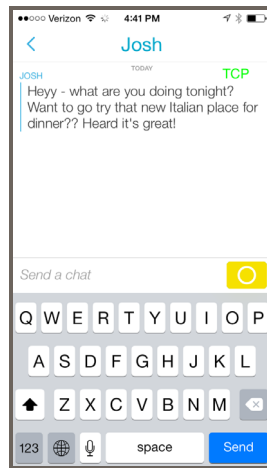 Verizon 4:41 PM
Josh
TODAY
JOSH TCP
Heyy - what are you doing tonight?
Want to go try that new Italian place for
dinner?? Heard it's great!
Send a chat
Q W E R T Y U I O P
A S D F G H J K L
Z X C V B N M
123 space Send